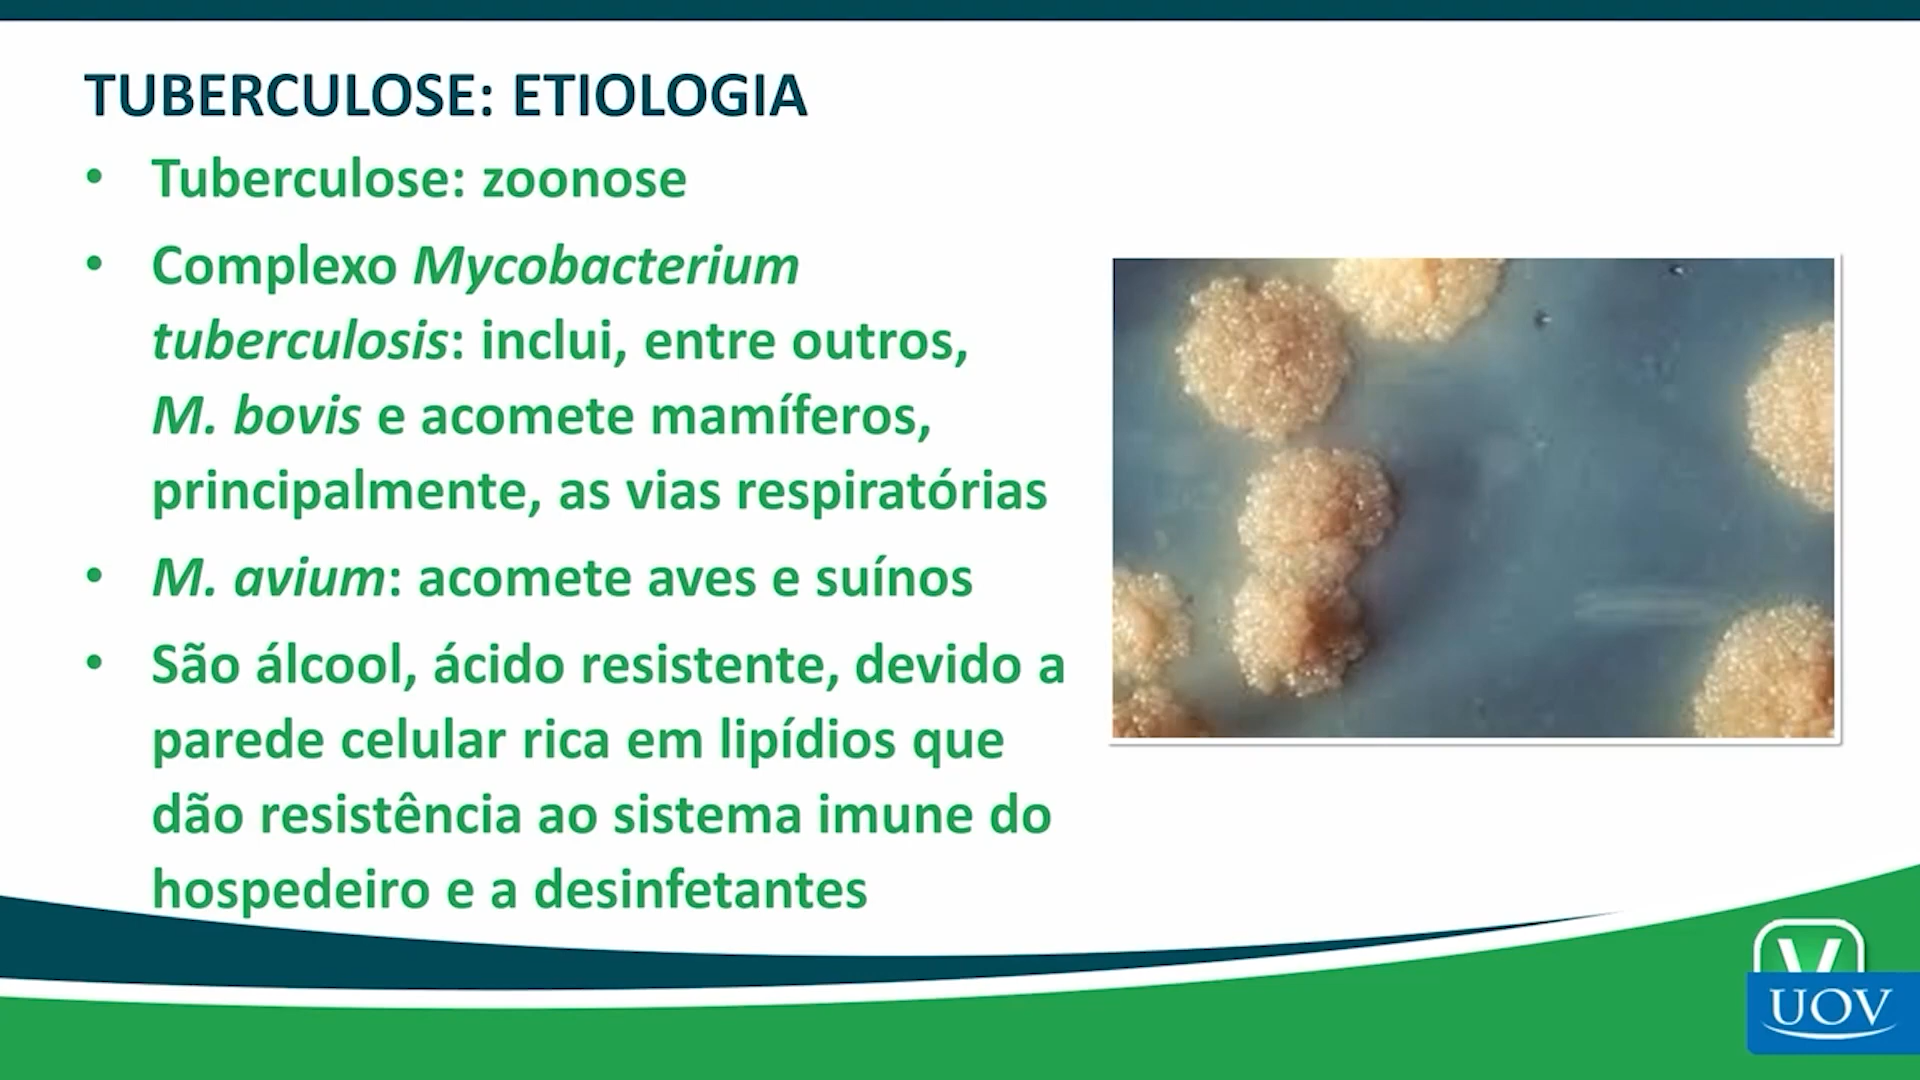 TUBERCULOSE: ETIOLOGIA
• Tuberculose: zoonose
• Complexo Mycobacterium
tuberculosis: inclui, entre outros,
M. bovis e acomete mamíferos,
principalmente, as vias respiratórias
• M. avium: acomete aves e suínos
• São álcool, ácido resistente, devido a
parede celular rica em lipídios que
dão resistência ao sistema imune do
hospedeiro e a desinfetantes
V
UOV